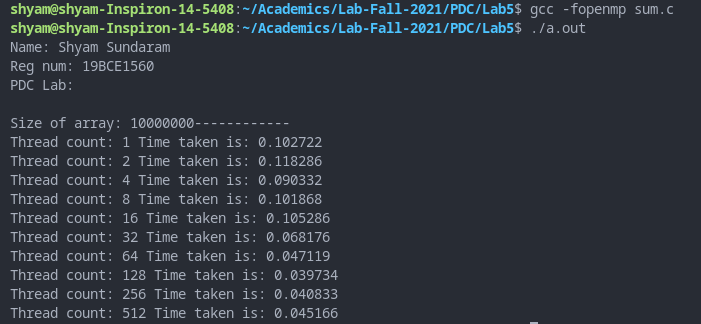 shyam@shyam-Inspiron-14-5408:~/Academics/Lab-Fall-2021/PDC/Lab5$ gcc -fopenmp sum.c
shyam@shyam-Inspiron-14-5408:~/Academics/Lab-Fall-2021/PDC/Lab5$ ./a.out
Name: Shyam Sundaram
Reg num: 19BCE1560
PDC Lab:

Size of array: 10000000------------
Thread count: 1 Time taken is: 0.102722
Thread count: 2 Time taken is: 0.118286
Thread count: 4 Time taken is: 0.090332
Thread count: 8 Time taken is: 0.101868
Thread count: 16 Time taken is: 0.105286
Thread count: 32 Time taken is: 0.068176
Thread count: 64 Time taken is: 0.047119
Thread count: 128 Time taken is: 0.039734
Thread count: 256 Time taken is: 0.040833
Thread count: 512 Time taken is: 0.045166